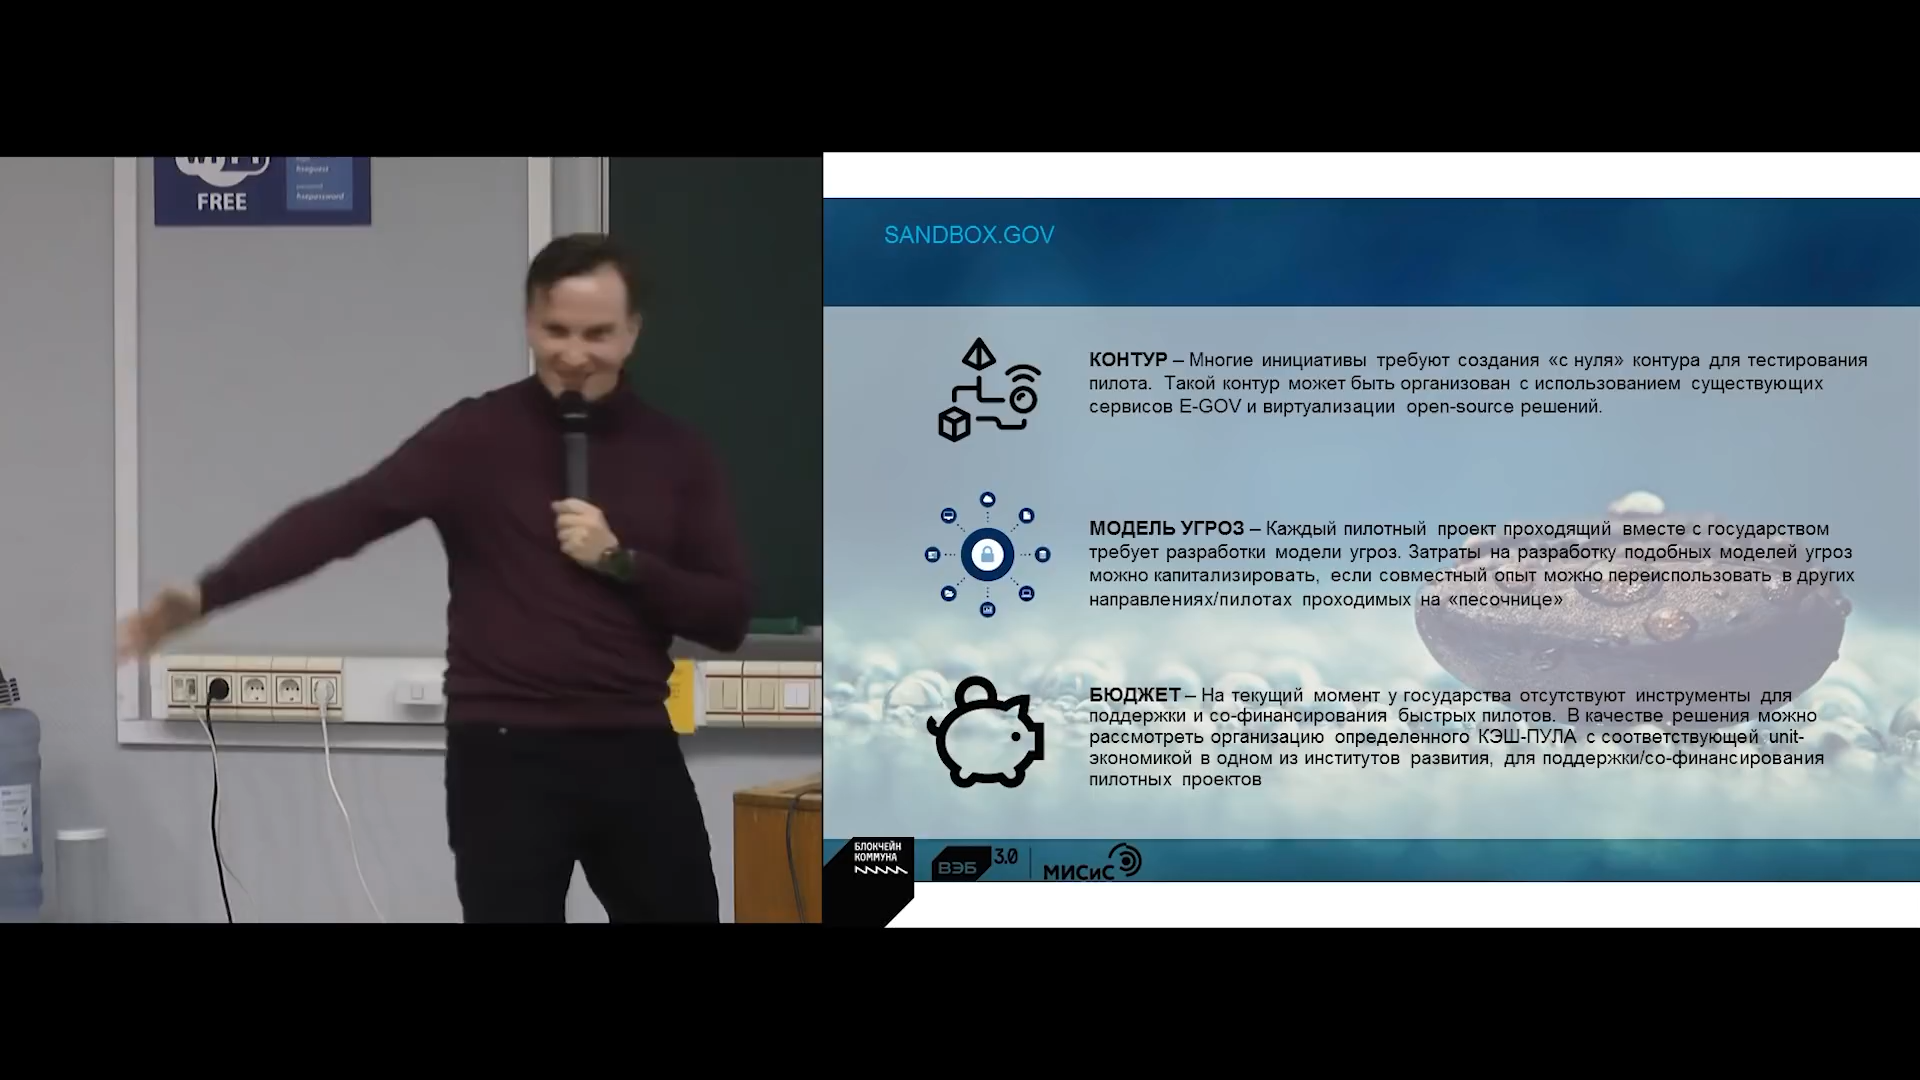 FREE
SANDBOX.GOV
КОНТУР – Многие инициативы требуют создания «с нуля» контура для тестирования
пилота. Такой контур может быть организован с использованием существующих
сервисов E-GOV и виртуализации open-source решений.
МОДЕЛЬ УГРОЗ – Каждый пилотный проект проходящий вместе с государством
требует разработки модели угроз. Затраты на разработку подобных моделей угроз
можно капитализировать, если совместный опыт можно переиспользовать в других
направлениях/пилотах проходимых на «песочнице»
БЮДЖЕТ – На текущий момент у государства отсутствуют инструменты для
поддержки и со-финансирования быстрых пилотов. В качестве решения можно
рассмотреть организацию определенного КЭШ-ПУЛА с соответствующей unit-
экономикой в одном из институтов развития, для поддержки/со-финансирования
пилотных проектов
БЛОКЧЕЙН
КОММУНА
ВЭБ 3.0
МИСиС